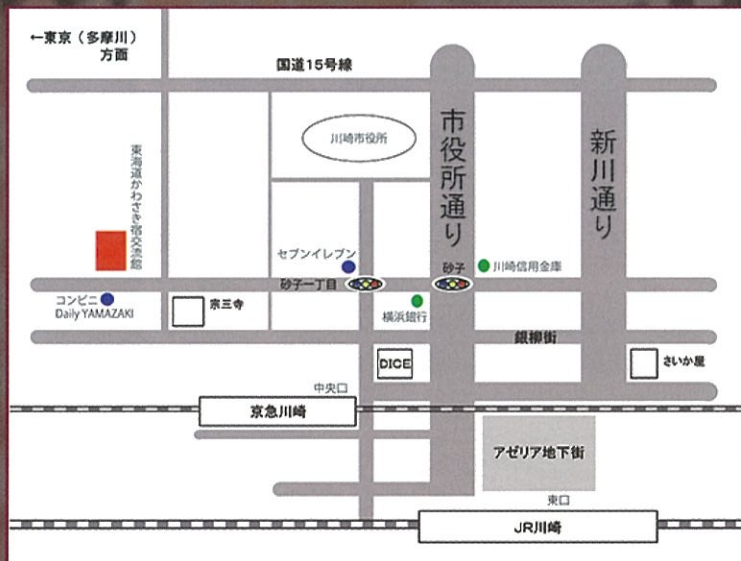 ←東京（多摩川）
方面
国道15号線
川崎市役所
市役所通り
新川通り
東海道かわさき宿交流館
セブンイレブン
砂子
川崎信用金庫
砂子一丁目
コンビニ
Daily YAMAZAKI
宗三寺
横浜銀行
銀柳街
DICE
さいか屋
中央口
京急川崎
アゼリア地下街
東口
JR川崎